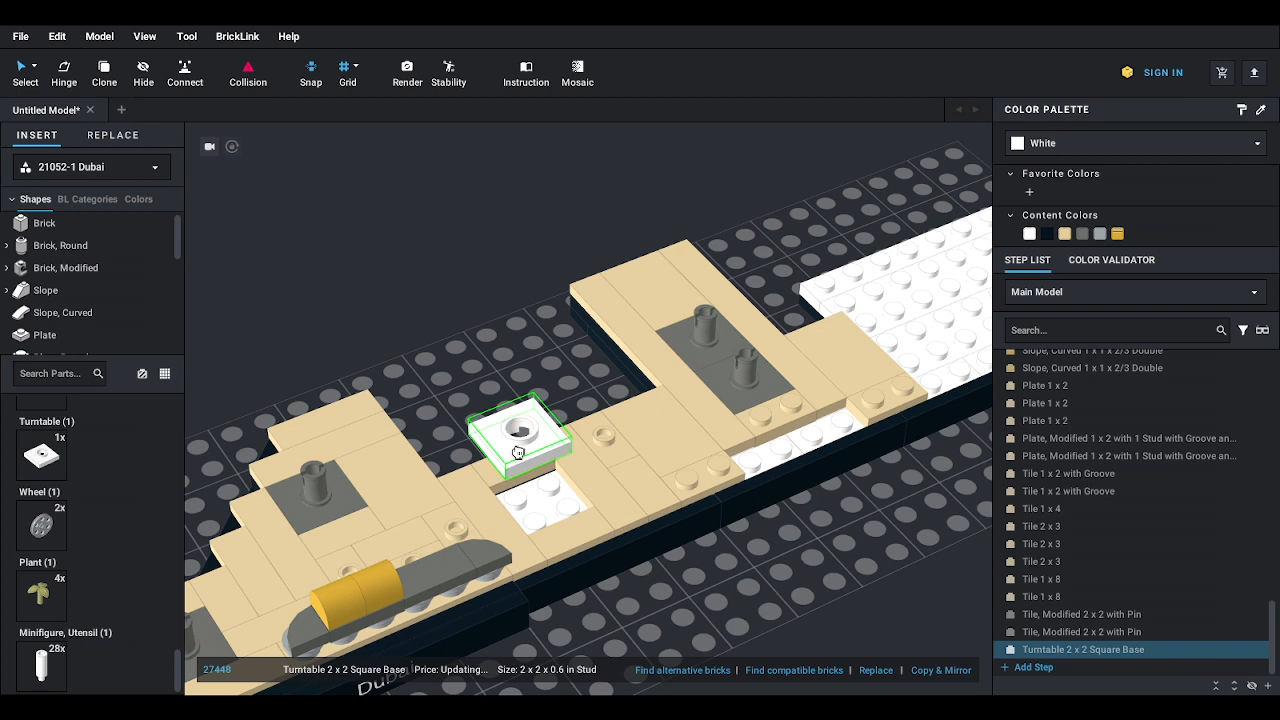 File Edit Model View Tool BrickLink Help
Select Hinge Clone Hide Connect Collision Snap Grid Render Stability Instruction Mosaic SIGN IN
Untitled Model*
INSERT REPLACE
21052-1 Dubai
Shapes BL Categories Colors
Brick
Brick, Round
Brick, Modified
Slope
Slope, Curved
Plate
Search Parts...
Turntable (1)
1x
Wheel (1)
2x
Plant (1)
4x
Minifigure, Utensil (1)
28x
Dubai
27448 Turntable 2 x 2 Square Base Price: Updating... Size: 2 x 2 x 0.6 in Stud Find alternative bricks | Find compatible bricks | Replace | Copy & Mirror
COLOR PALETTE
White
Favorite Colors
Content Colors
STEP LIST COLOR VALIDATOR
Main Model
Search...
Slope, Curved 1 x 1 x 2/3 Double
Slope, Curved 1 x 1 x 2/3 Double
Plate 1 x 2
Plate 1 x 2
Plate 1 x 2
Plate, Modified 1 x 2 with 1 Stud with Groove an...
Plate, Modified 1 x 2 with 1 Stud with Groove an...
Tile 1 x 2 with Groove
Tile 1 x 2 with Groove
Tile 1 x 4
Tile 2 x 3
Tile 2 x 3
Tile 2 x 3
Tile 1 x 8
Tile 1 x 8
Tile, Modified 2 x 2 with Pin
Tile, Modified 2 x 2 with Pin
Turntable 2 x 2 Square Base
+ Add Step